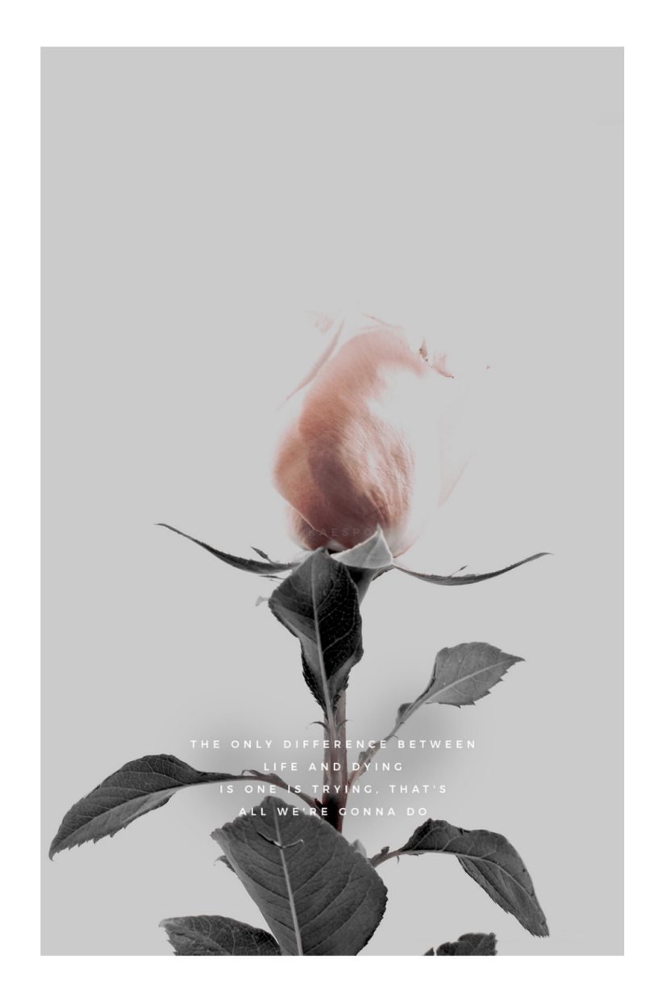 THE ONLY DIFFERENCE BETWEEN
LIFE AND DYING
IS ONE IS TRYING, THAT'S
ALL WE'RE GONNA DO